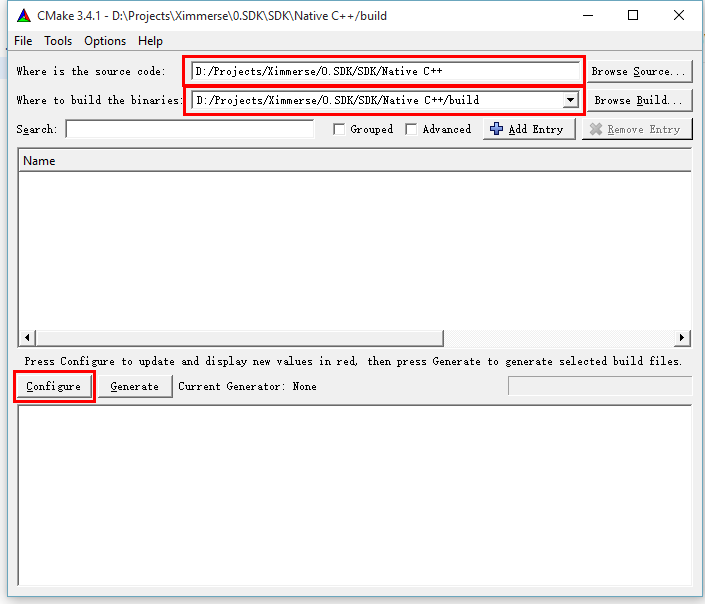 CMake 3.4.1 - D:\Projects\Ximmerse\0.SDK\SDK\Native C++/build
File Tools Options Help
Where is the source code: D:/Projects/Ximmerse/0.SDK/SDK/Native C++ Browse Source...
Where to build the binaries: D:/Projects/Ximmerse/0.SDK/SDK/Native C++/build Browse Build...
Search: Grouped Advanced Add Entry Remove Entry
Name
Press Configure to update and display new values in red, then press Generate to generate selected build files.
Configure Generate Current Generator: None